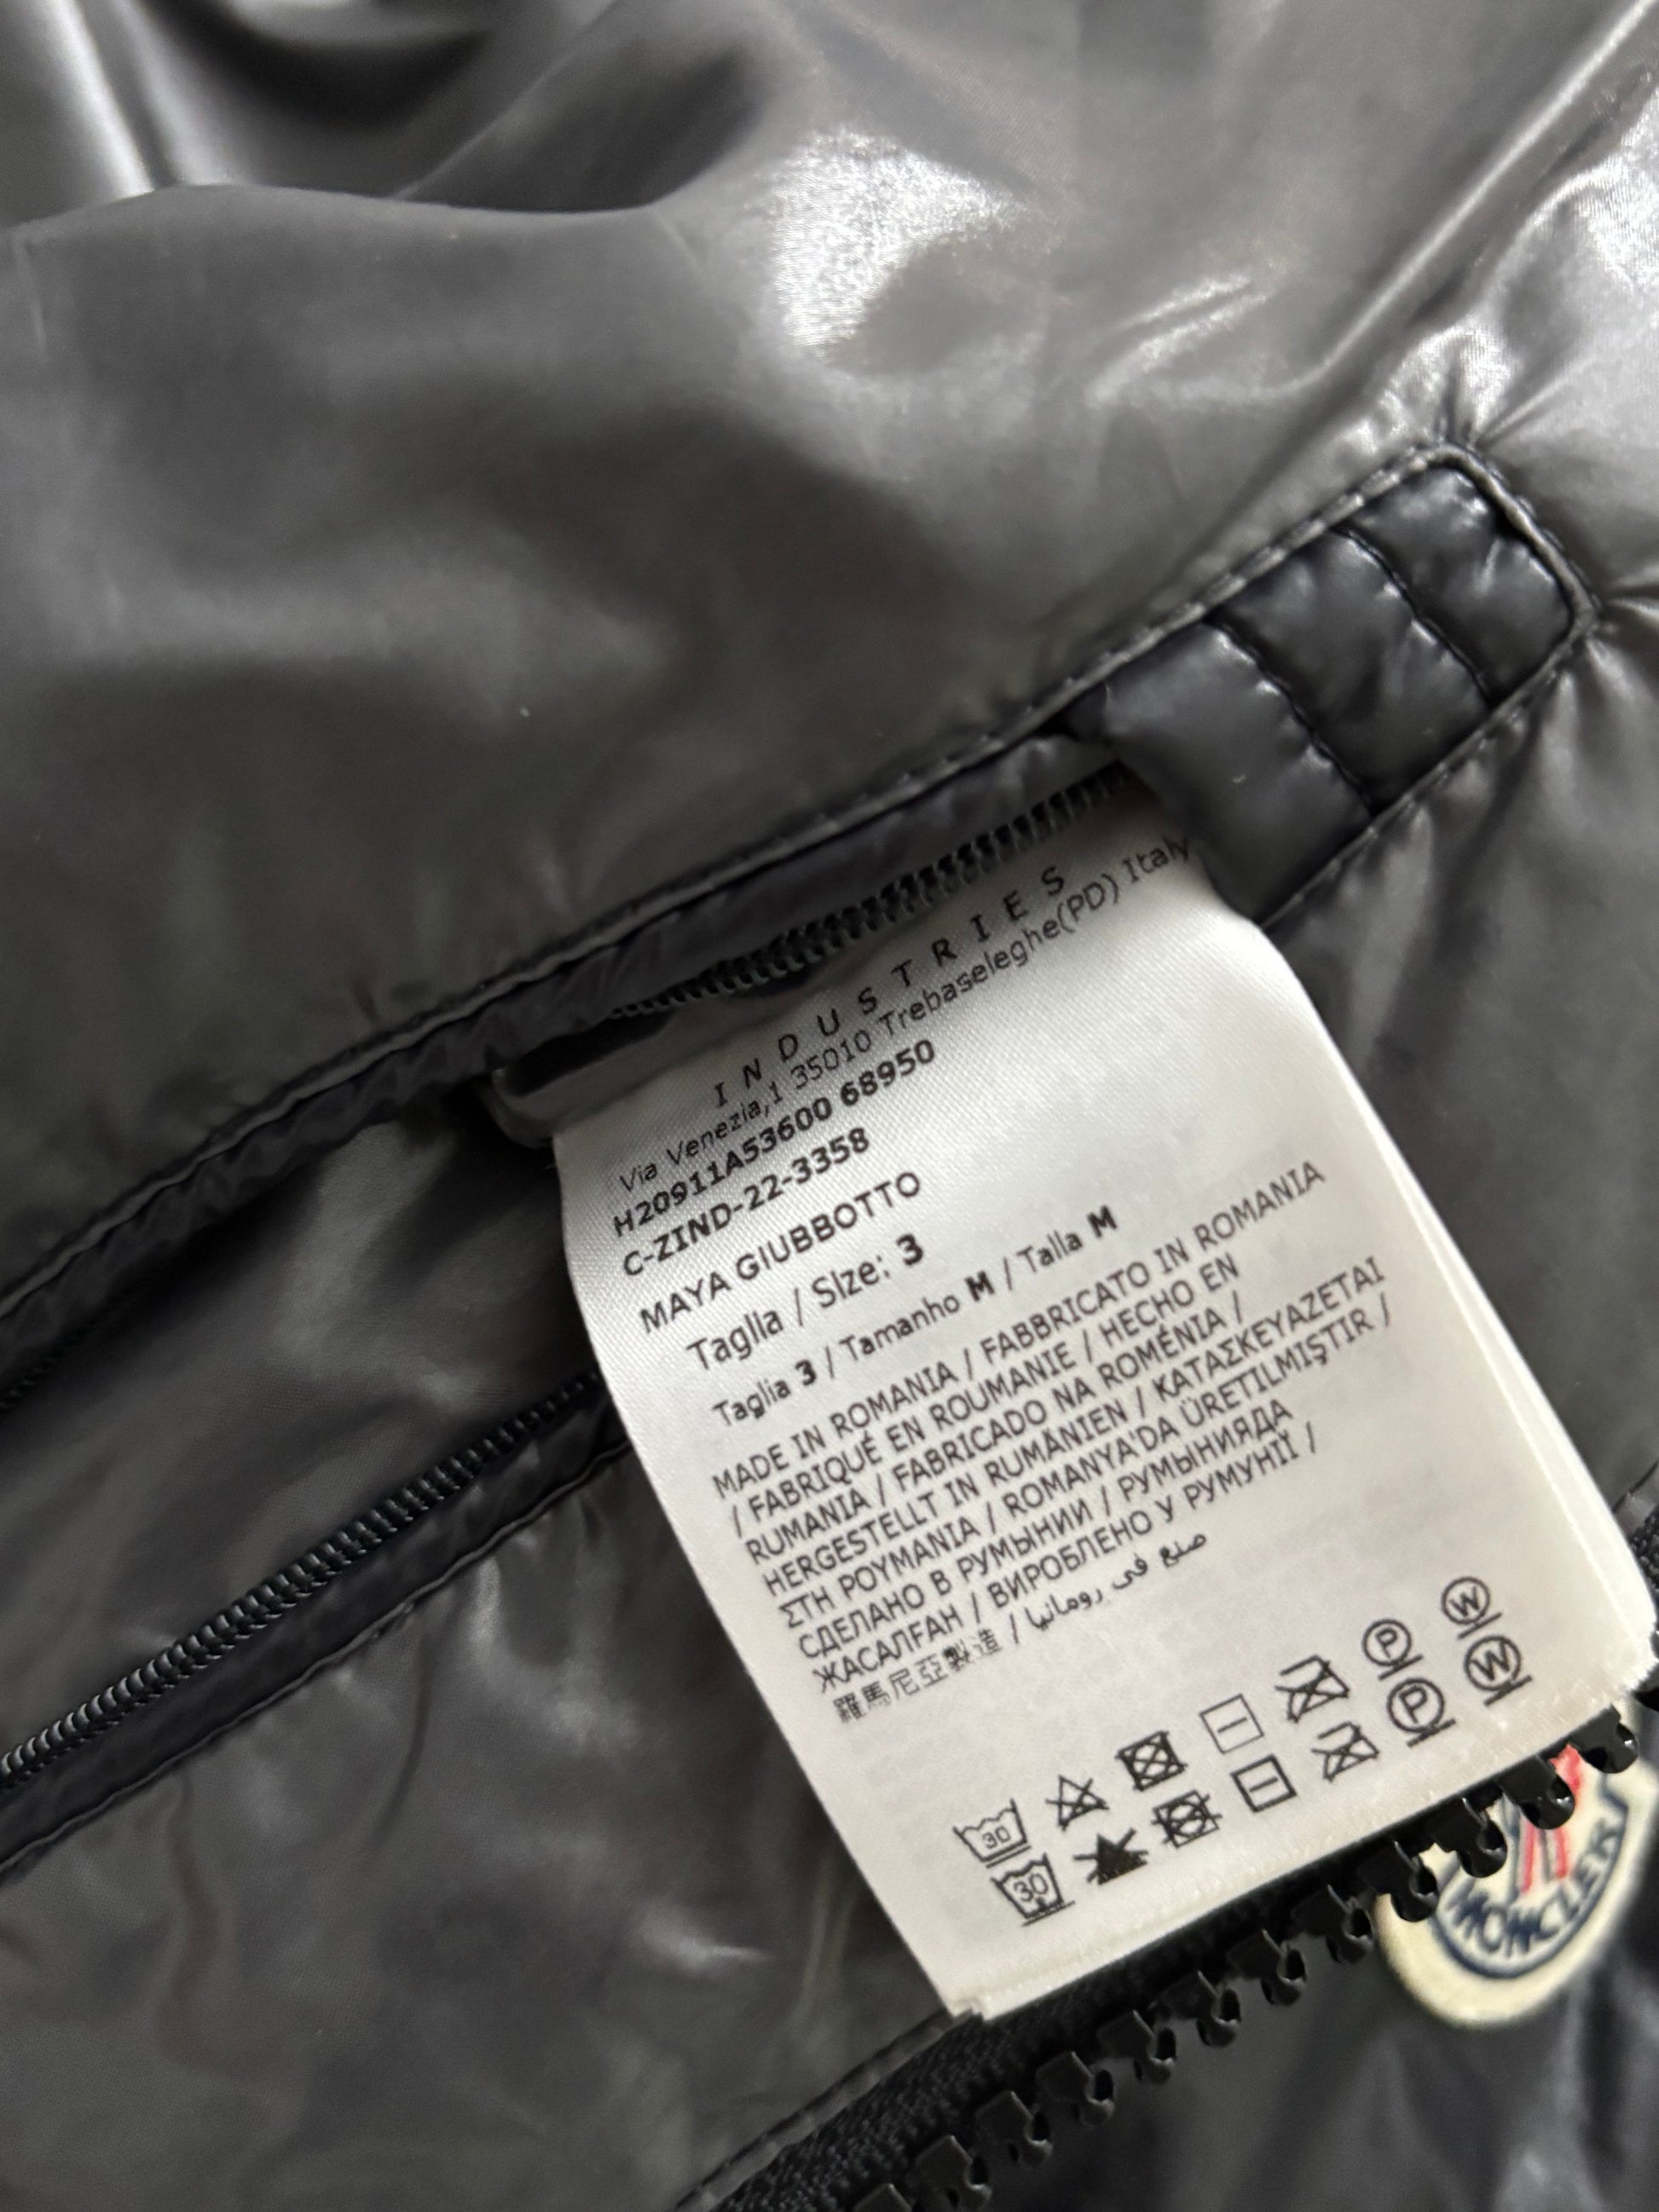 INDUSTRIES
Via Venezia,1 35010 Trebaseleghe(PD) Italy
H20911A53600 68950
C-ZIND-22-3358
MAYA GIUBBOTTO
Taglia / Size: 3
Taglia 3 / Tamanho M / Talla M
MADE IN ROMANIA / FABBRICATO IN ROMANIA
/ FABRIQUÉ EN ROUMANIE / HECHO EN
RUMANIA / FABRICADO NA ROMÉNIA /
HERGESTELLT IN RUMÄNIEN / ΚΑΤΑΣΚΕΥΑΖΕΤΑΙ
ΣΤΗ ΡΟΥΜΑΝΙΑ / ROMANYA'DA ÜRETILMIŞTIR /
СДЕЛАНО В РУМЫНИИ / РУМЫНИЯДА
ЖАСАЛҒАН / ВИРОБЛЕНО У РУМУНІЇ /
羅馬尼亞製造 / صنع في رومانيا
30 P W
30 P W
MONCLER